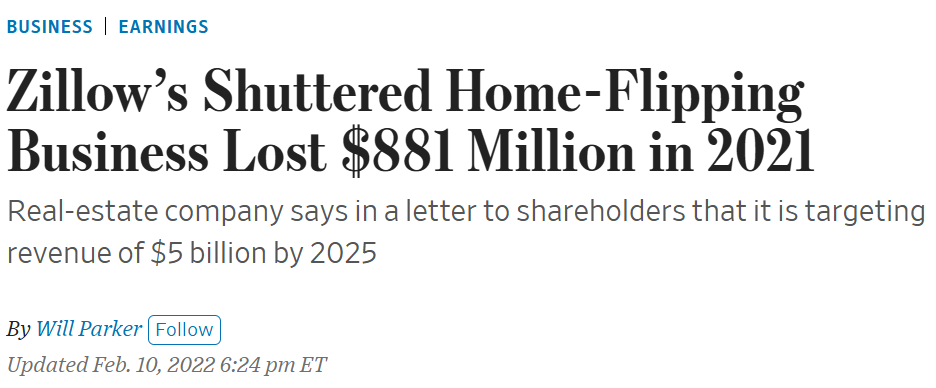 BUSINESS | EARNINGS
Zillow’s Shuttered Home-Flipping
Business Lost $881 Million in 2021
Real-estate company says in a letter to shareholders that it is targeting
revenue of $5 billion by 2025
By Will Parker Follow
Updated Feb. 10, 2022 6:24 pm ET